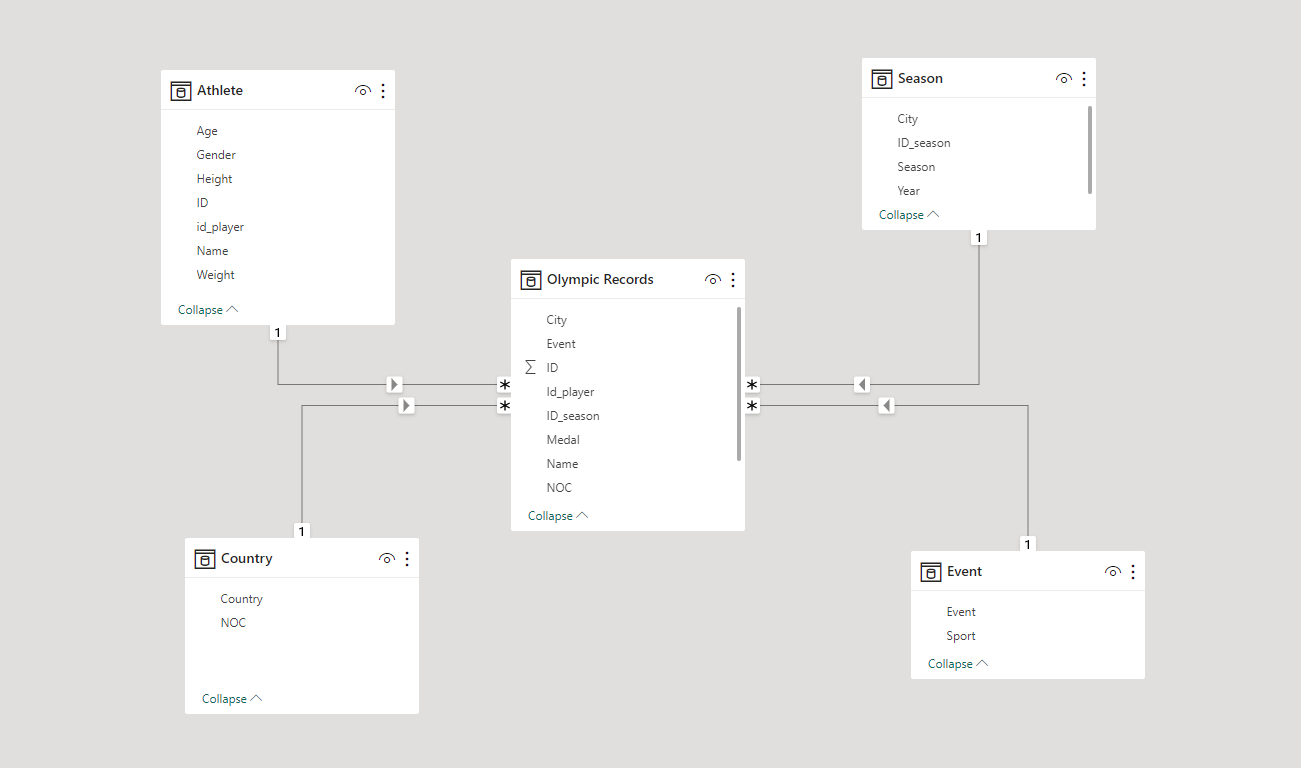 Athlete
Age
Gender
Height
ID
id_player
Name
Weight
Collapse
1
Season
City
ID_season
Season
Year
Collapse
1
Olympic Records
City
Event
Σ ID
Id_player
ID_season
Medal
Name
NOC
Collapse
*
*
*
*
1
Country
Country
NOC
Collapse
1
Event
Event
Sport
Collapse